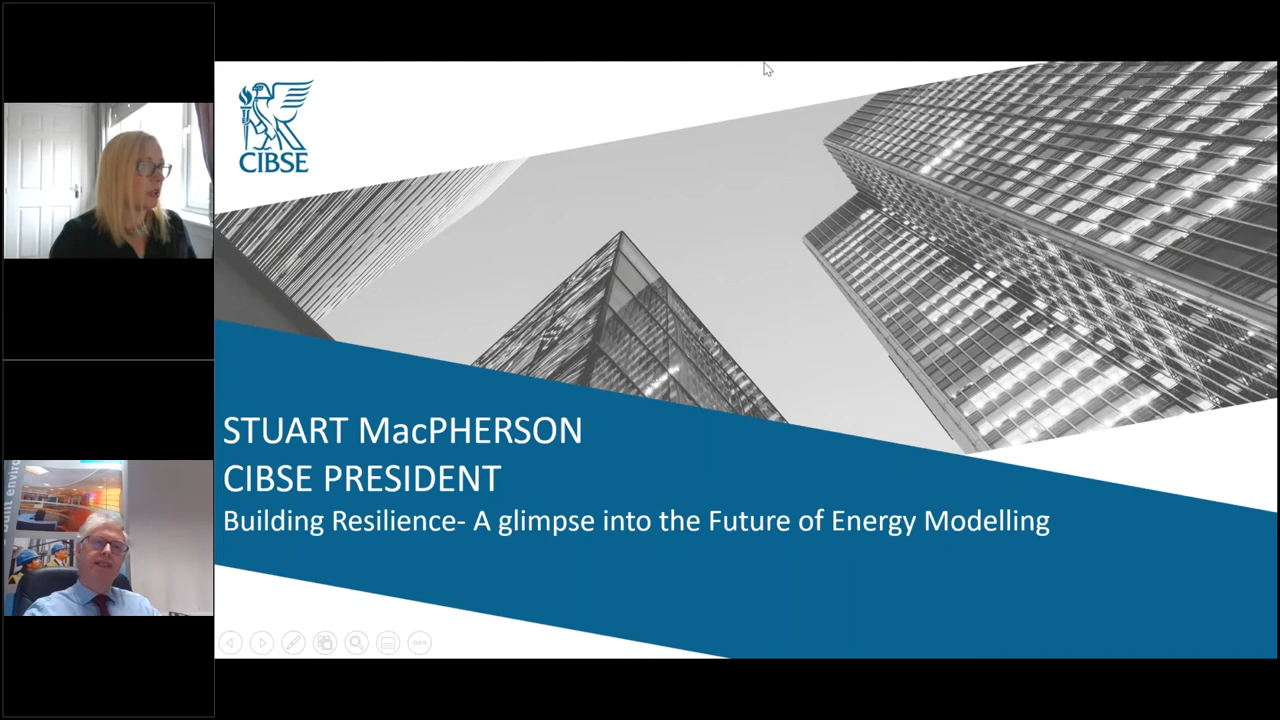 CIBSE
STUART MacPHERSON
CIBSE PRESIDENT
Building Resilience- A glimpse into the Future of Energy Modelling